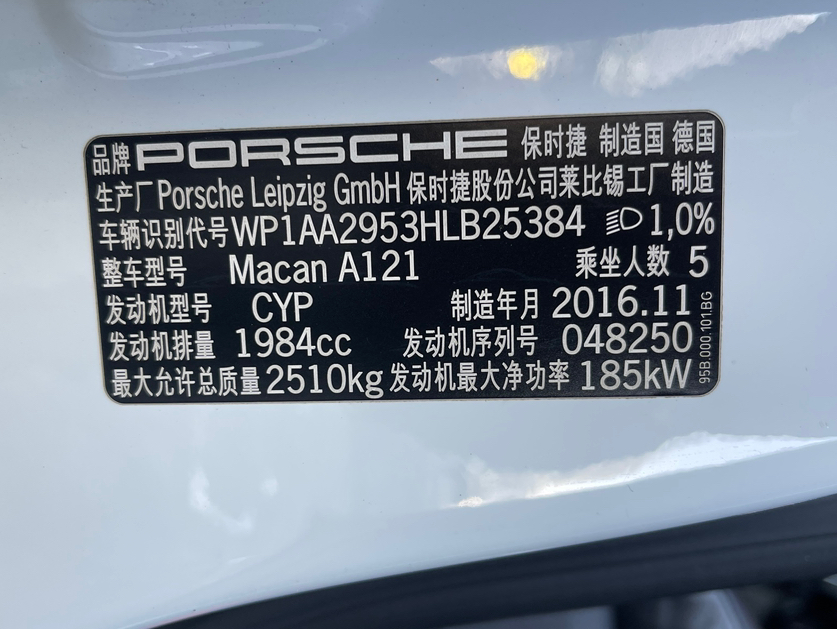 品牌 PORSCHE 保时捷 制造国 德国
生产厂 Porsche Leipzig GmbH 保时捷股份公司莱比锡工厂制造
车辆识别代号 WP1AA2953HLB25384 1,0%
整车型号 Macan A121 乘坐人数 5
发动机型号 CYP 制造年月 2016.11
发动机排量 1984cc 发动机序列号 048250
最大允许总质量 2510kg 发动机最大净功率 185kW
95B.000.101.BG